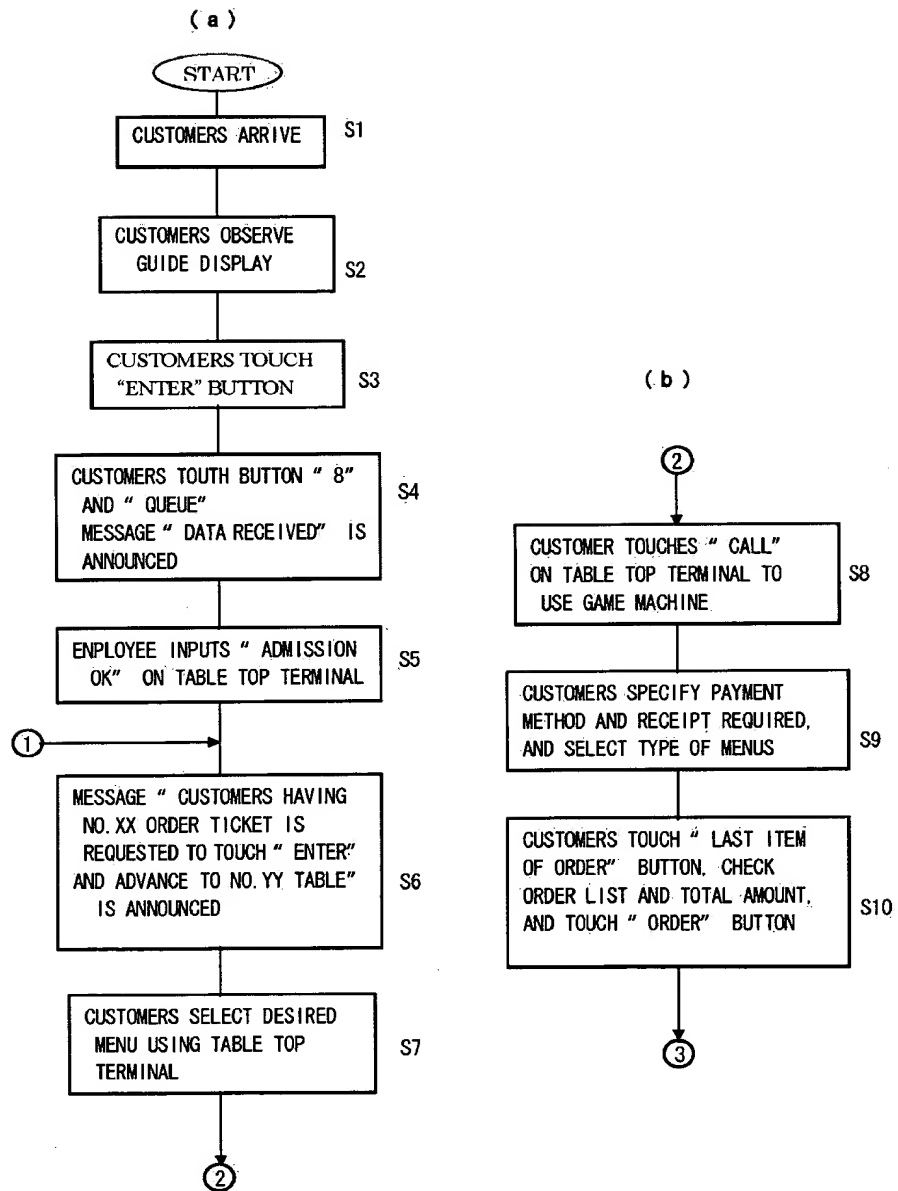 (a)
START
CUSTOMERS ARRIVE
S1
CUSTOMERS OBSERVE
GUIDE DISPLAY
S2
CUSTOMERS TOUCH
“ENTER” BUTTON
S3
CUSTOMERS TOUTH BUTTON “ 8”
AND “ QUEUE”
MESSAGE “ DATA RECEIVED” IS
ANNOUNCED
S4
ENPLOYEE INPUTS “ ADMISSION
OK” ON TABLE TOP TERMINAL
S5
1
MESSAGE “ CUSTOMERS HAVING
NO. XX ORDER TICKET IS
REQUESTED TO TOUCH “ ENTER”
AND ADVANCE TO NO. YY TABLE”
IS ANNOUNCED
S6
CUSTOMERS SELECT DESIRED
MENU USING TABLE TOP
TERMINAL
S7
2
(b)
2
CUSTOMER TOUCHES “ CALL”
ON TABLE TOP TERMINAL TO
USE GAME MACHINE
S8
CUSTOMERS SPECIFY PAYMENT
METHOD AND RECEIPT REQUIRED,
AND SELECT TYPE OF MENUS
S9
CUSTOMERS TOUCH “ LAST ITEM
OF ORDER” BUTTON, CHECK
ORDER LIST AND TOTAL AMOUNT,
AND TOUCH “ ORDER” BUTTON
S10
3